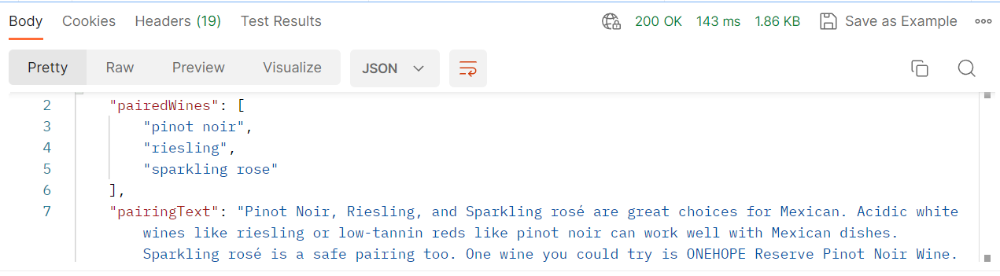 Body Cookies Headers (19) Test Results 200 OK 143 ms 1.86 KB Save as Example
Pretty Raw Preview Visualize JSON
2 "pairedWines": [
3 "pinot noir",
4 "riesling",
5 "sparkling rose"
6 ],
7 "pairingText": "Pinot Noir, Riesling, and Sparkling rosé are great choices for Mexican. Acidic white
wines like riesling or low-tannin reds like pinot noir can work well with Mexican dishes.
Sparkling rosé is a safe pairing too. One wine you could try is ONEHOPE Reserve Pinot Noir Wine.